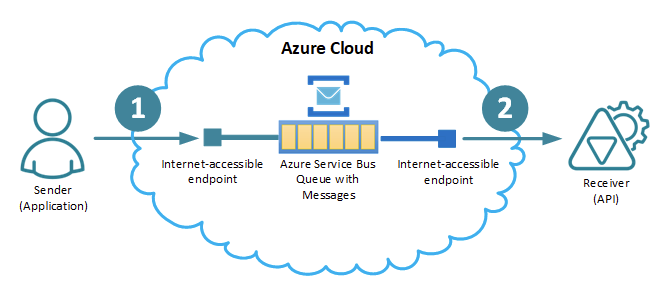 Azure Cloud
1
2
Internet-accessible
endpoint
Azure Service Bus
Queue with
Messages
Internet-accessible
endpoint
Sender
(Application)
Receiver
(API)